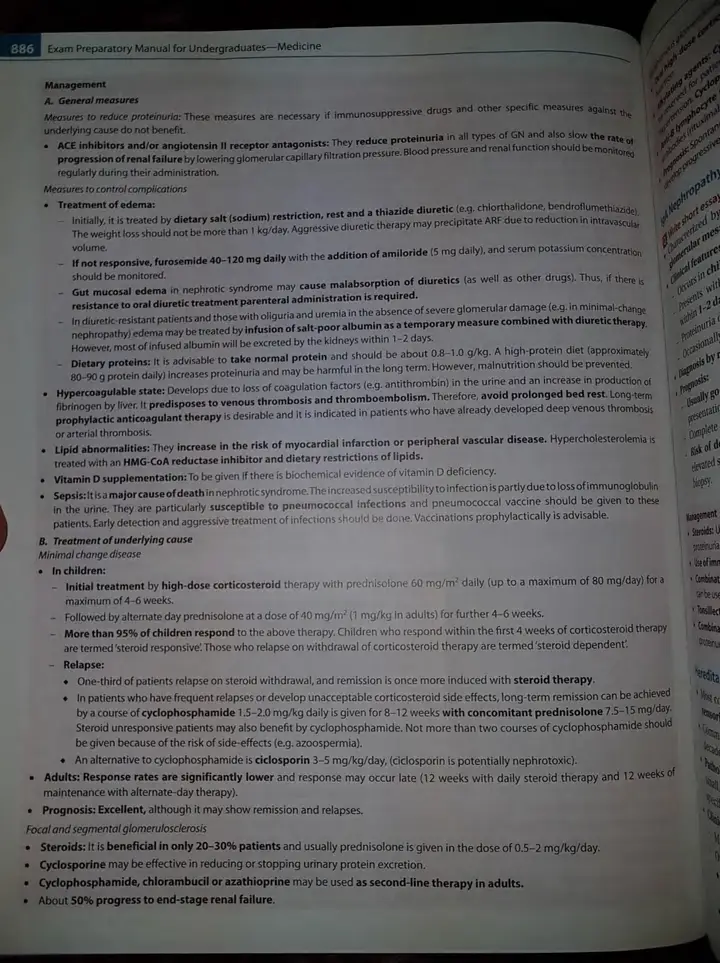 886 Exam Preparatory Manual for Undergraduates—Medicine
Management
A. General measures
Measures to reduce proteinuria: These measures are necessary if immunosuppressive drugs and other specific measures against the
underlying cause do not benefit.
• ACE inhibitors and/or angiotensin II receptor antagonists: They reduce proteinuria in all types of GN and also slow the rate of
progression of renal failure by lowering glomerular capillary filtration pressure. Blood pressure and renal function should be monitored
regularly during their administration.
Measures to control complications
• Treatment of edema:
– Initially, it is treated by dietary salt (sodium) restriction, rest and a thiazide diuretic (e.g. chlorthalidone, bendroflumethiazide).
The weight loss should not be more than 1 kg/day. Aggressive diuretic therapy may precipitate ARF due to reduction in intravascular
volume.
– If not responsive, furosemide 40–120 mg daily with the addition of amiloride (5 mg daily), and serum potassium concentration
should be monitored.
– Gut mucosal edema in nephrotic syndrome may cause malabsorption of diuretics (as well as other drugs). Thus, if there is
resistance to oral diuretic treatment parenteral administration is required.
– In diuretic-resistant patients and those with oliguria and uremia in the absence of severe glomerular damage (e.g. in minimal-change
nephropathy) edema may be treated by infusion of salt-poor albumin as a temporary measure combined with diuretic therapy.
However, most of infused albumin will be excreted by the kidneys within 1–2 days.
– Dietary proteins: It is advisable to take normal protein and should be about 0.8–1.0 g/kg. A high-protein diet (approximately
80–90 g protein daily) increases proteinuria and may be harmful in the long term. However, malnutrition should be prevented.
• Hypercoagulable state: Develops due to loss of coagulation factors (e.g. antithrombin) in the urine and an increase in production of
fibrinogen by liver. It predisposes to venous thrombosis and thromboembolism. Therefore, avoid prolonged bed rest. Long-term
prophylactic anticoagulant therapy is desirable and it is indicated in patients who have already developed deep venous thrombosis
or arterial thrombosis.
• Lipid abnormalities: They increase in the risk of myocardial infarction or peripheral vascular disease. Hypercholesterolemia is
treated with an HMG-CoA reductase inhibitor and dietary restrictions of lipids.
• Vitamin D supplementation: To be given if there is biochemical evidence of vitamin D deficiency.
• Sepsis: It is a major cause of death in nephrotic syndrome. The increased susceptibility to infection is partly due to loss of immunoglobulin
in the urine. They are particularly susceptible to pneumococcal infections and pneumococcal vaccine should be given to these
patients. Early detection and aggressive treatment of infections should be done. Vaccinations prophylactically is advisable.
B. Treatment of underlying cause
Minimal change disease
• In children:
– Initial treatment by high-dose corticosteroid therapy with prednisolone 60 mg/m² daily (up to a maximum of 80 mg/day) for a
maximum of 4–6 weeks.
– Followed by alternate day prednisolone at a dose of 40 mg/m² (1 mg/kg in adults) for further 4–6 weeks.
– More than 95% of children respond to the above therapy. Children who respond within the first 4 weeks of corticosteroid therapy
are termed 'steroid responsive'. Those who relapse on withdrawal of corticosteroid therapy are termed 'steroid dependent'.
– Relapse:
◆ One-third of patients relapse on steroid withdrawal, and remission is once more induced with steroid therapy.
◆ In patients who have frequent relapses or develop unacceptable corticosteroid side effects, long-term remission can be achieved
by a course of cyclophosphamide 1.5–2.0 mg/kg daily is given for 8–12 weeks with concomitant prednisolone 7.5–15 mg/day.
Steroid unresponsive patients may also benefit by cyclophosphamide. Not more than two courses of cyclophosphamide should
be given because of the risk of side-effects (e.g. azoospermia).
◆ An alternative to cyclophosphamide is ciclosporin 3–5 mg/kg/day, (ciclosporin is potentially nephrotoxic).
• Adults: Response rates are significantly lower and response may occur late (12 weeks with daily steroid therapy and 12 weeks of
maintenance with alternate-day therapy).
• Prognosis: Excellent, although it may show remission and relapses.
Focal and segmental glomerulosclerosis
• Steroids: It is beneficial in only 20–30% patients and usually prednisolone is given in the dose of 0.5–2 mg/kg/day.
• Cyclosporine may be effective in reducing or stopping urinary protein excretion.
• Cyclophosphamide, chlorambucil or azathioprine may be used as second-line therapy in adults.
• About 50% progress to end-stage renal failure.